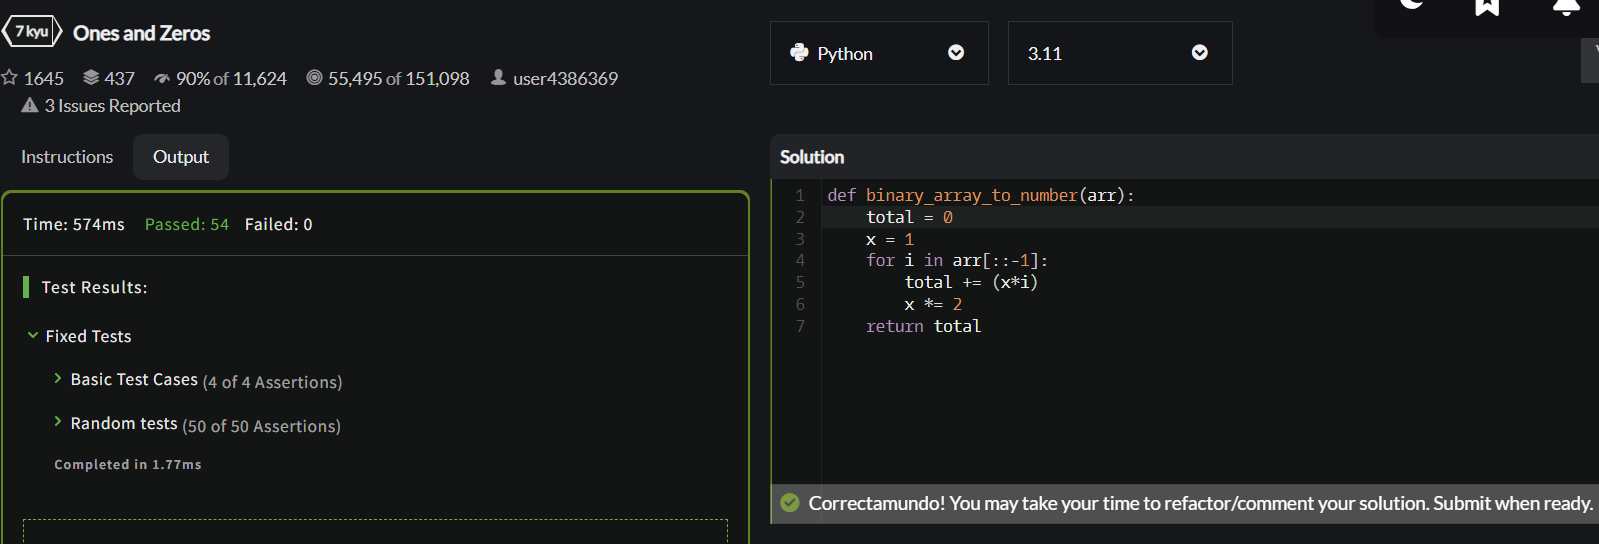 7 kyu Ones and Zeros
1645 437 90% of 11,624 55,495 of 151,098 user4386369
3 Issues Reported
Instructions Output
Time: 574ms Passed: 54 Failed: 0
Test Results:
Fixed Tests
Basic Test Cases (4 of 4 Assertions)
Random tests (50 of 50 Assertions)
Completed in 1.77ms
Python 3.11
Solution
1 def binary_array_to_number(arr):
2     total = 0
3     x = 1
4     for i in arr[::-1]:
5         total += (x*i)
6         x *= 2
7     return total
Correctamundo! You may take your time to refactor/comment your solution. Submit when ready.